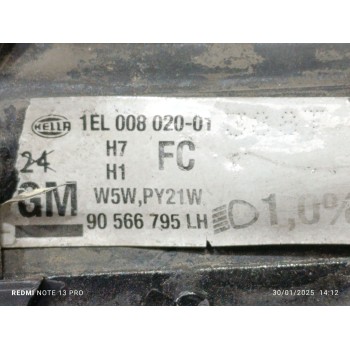 HELLA 1EL 008 020-01
H7 FC
24 H1
GM W5W,PY21W
90 566 795 LH 1,0%
REDMI NOTE 13 PRO 30/01/2025 14:12